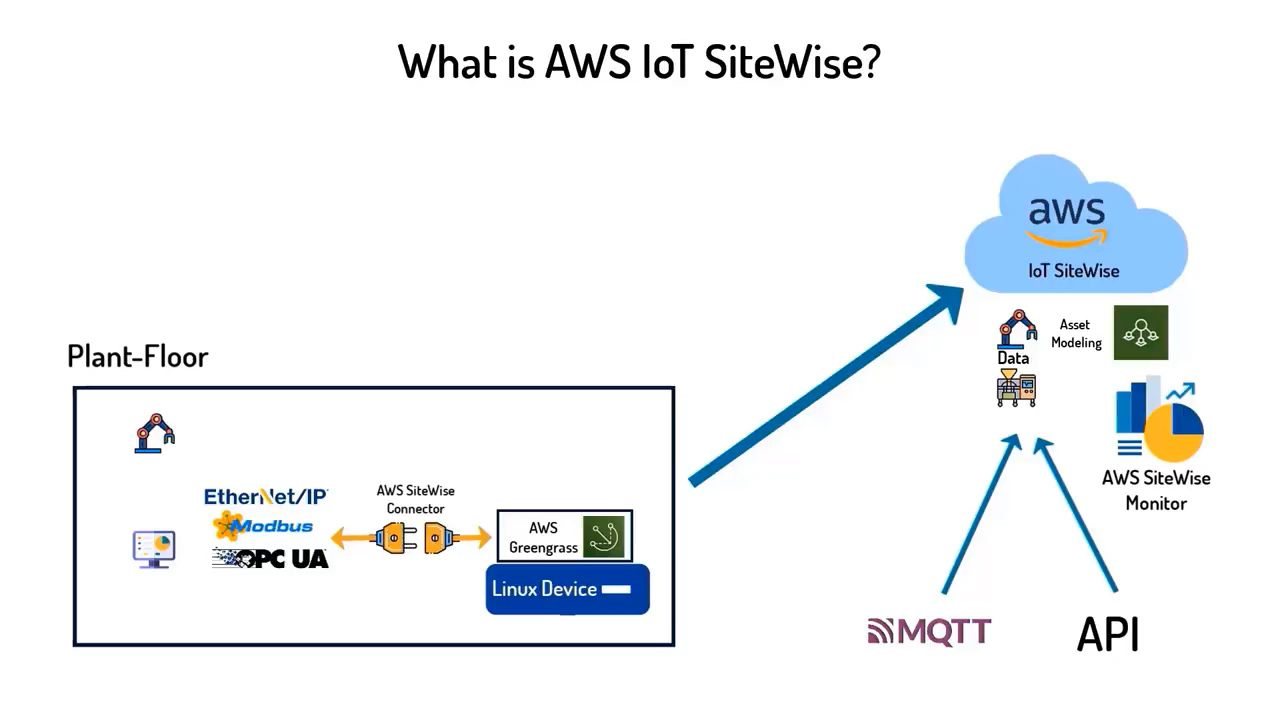 What is AWS IoT SiteWise?
aws
IoT SiteWise
Asset
Modeling
Data
AWS SiteWise
Monitor
MQTT
API
Plant-Floor
EtherNet/IP
Modbus
OPC UA
AWS SiteWise
Connector
AWS
Greengrass
Linux Device